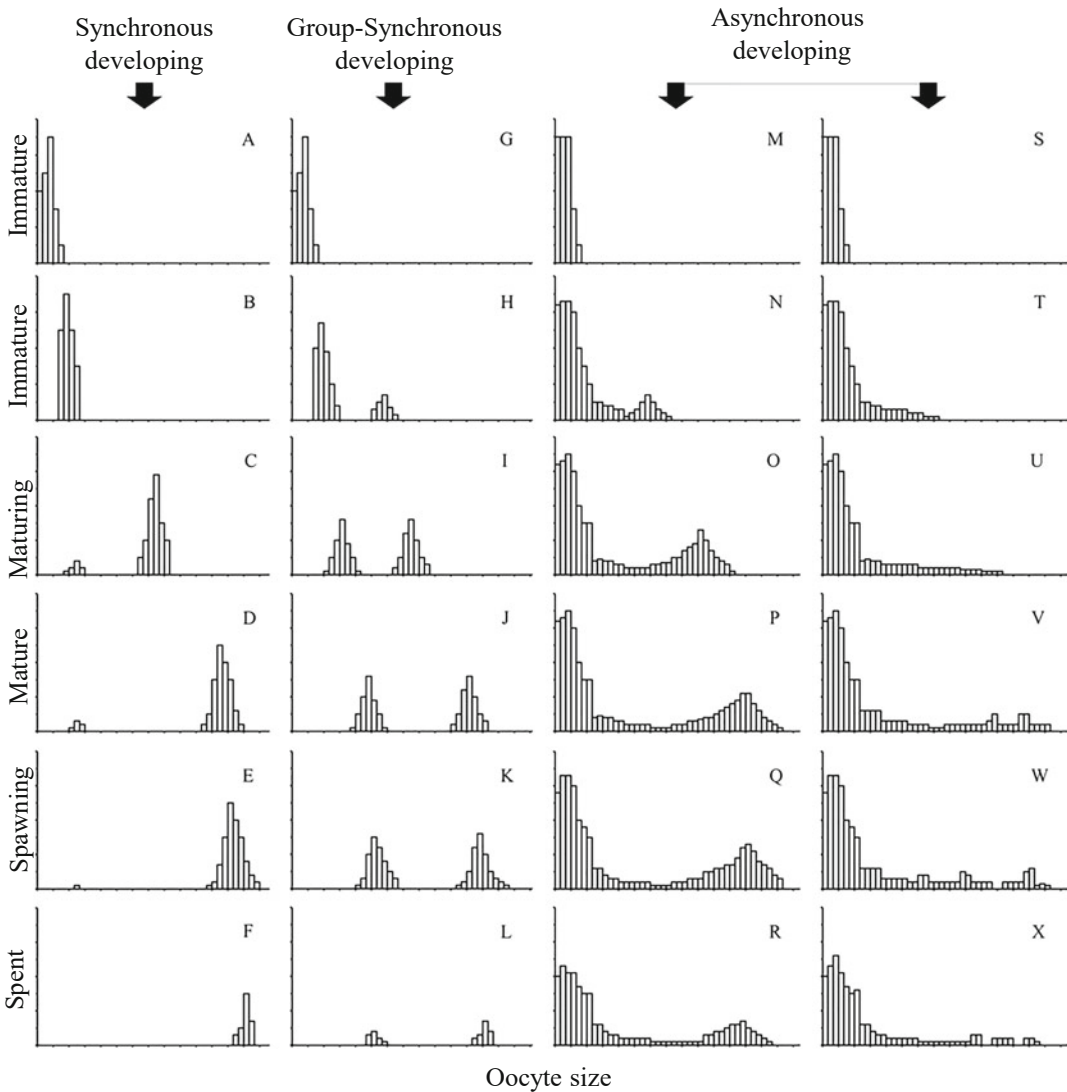 Synchronous
developing
Group-Synchronous
developing
Asynchronous
developing
Immature
A
G
M
S
Immature
B
H
N
T
Maturing
C
I
O
U
Mature
D
J
P
V
Spawning
E
K
Q
W
Spent
F
L
R
X
Oocyte size